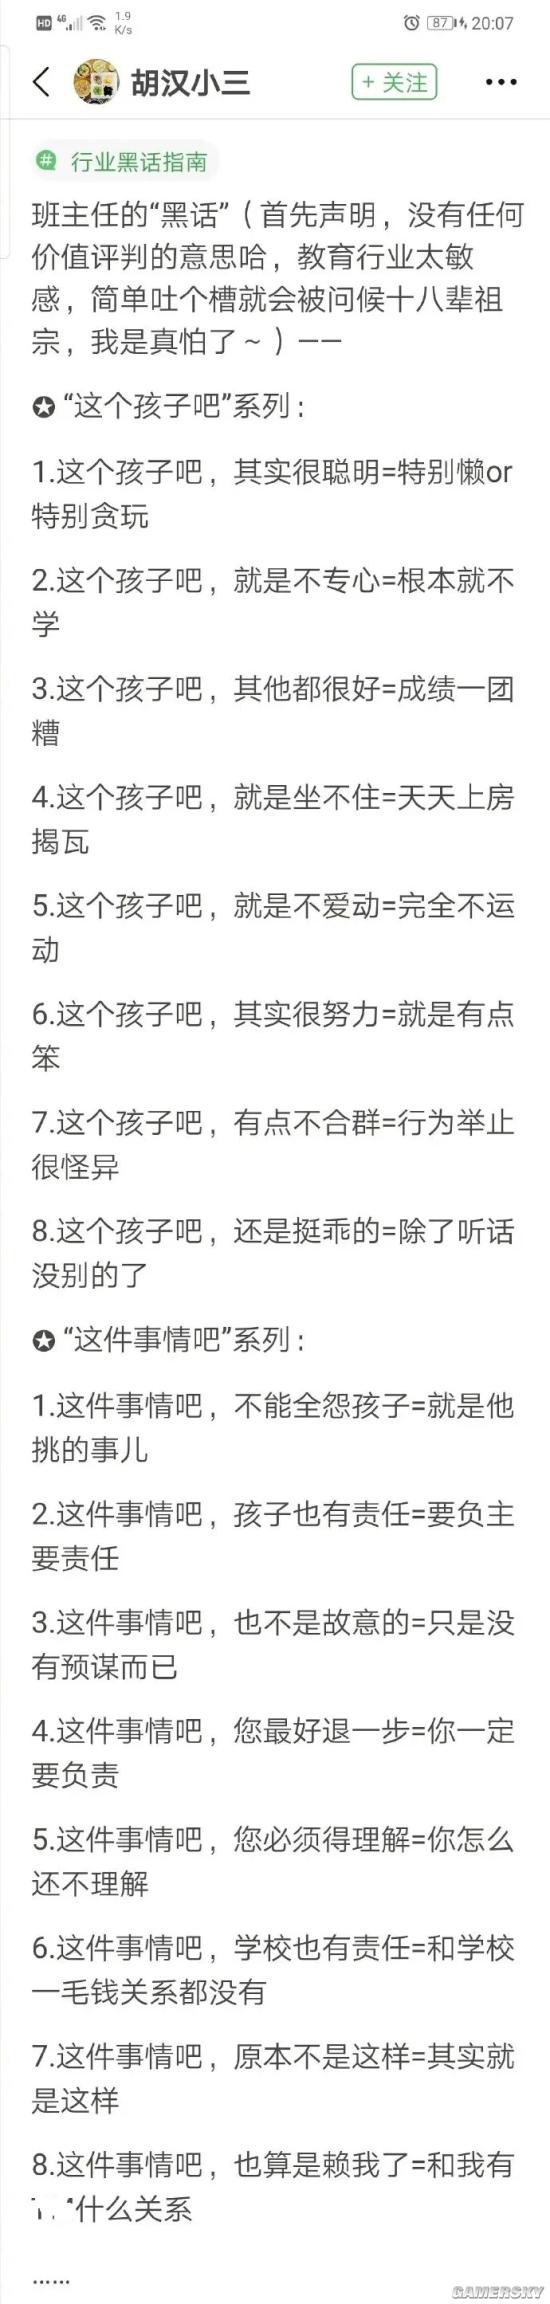 HD 4G 1.9 K/s 87 20:07
胡汉小三
+ 关注
# 行业黑话指南
班主任的“黑话”（首先声明，没有任何
价值评判的意思哈，教育行业太敏
感，简单吐个槽就会被问候十八辈祖
宗，我是真怕了～）——
✪ “这个孩子吧”系列：
1.这个孩子吧，其实很聪明=特别懒or
特别贪玩
2.这个孩子吧，就是不专心=根本就不
学
3.这个孩子吧，其他都很好=成绩一团
糟
4.这个孩子吧，就是坐不住=天天上房
揭瓦
5.这个孩子吧，就是不爱动=完全不运
动
6.这个孩子吧，其实很努力=就是有点
笨
7.这个孩子吧，有点不合群=行为举止
很怪异
8.这个孩子吧，还是挺乖的=除了听话
没别的了
✪ “这件事情吧”系列：
1.这件事情吧，不能全怨孩子=就是他
挑的事儿
2.这件事情吧，孩子也有责任=要负主
要责任
3.这件事情吧，也不是故意的=只是没
有预谋而已
4.这件事情吧，您最好退一步=你一定
要负责
5.这件事情吧，您必须得理解=你怎么
还不理解
6.这件事情吧，学校也有责任=和学校
一毛钱关系都没有
7.这件事情吧，原本不是这样=其实就
是这样
8.这件事情吧，也算是赖我了=和我有
什么关系
……
GAMERSKY